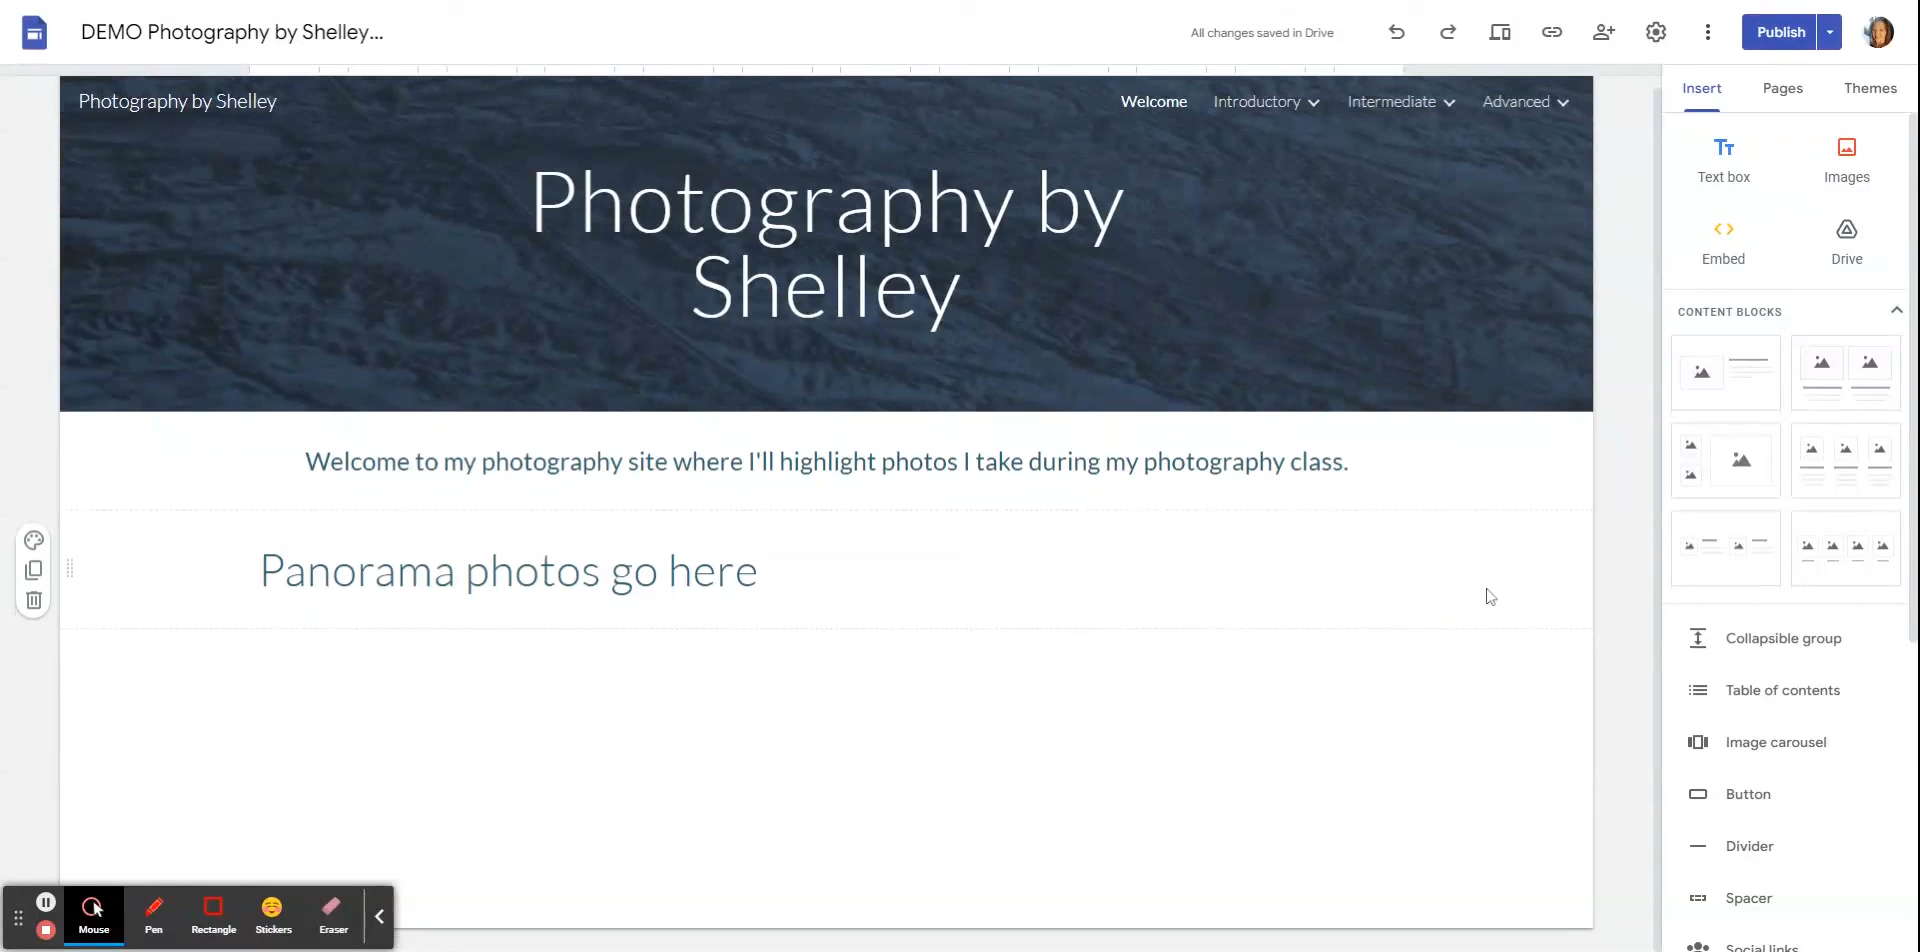 DEMO Photography by Shelley...
All changes saved in Drive
Publish
Photography by Shelley
Welcome
Introductory
Intermediate
Advanced
Photography by
Shelley
Welcome to my photography site where I'll highlight photos I take during my photography class.
Panorama photos go here
Insert
Pages
Themes
Text box
Images
Embed
Drive
CONTENT BLOCKS
Collapsible group
Table of contents
Image carousel
Button
Divider
Spacer
Social links
Mouse
Pen
Rectangle
Stickers
Eraser